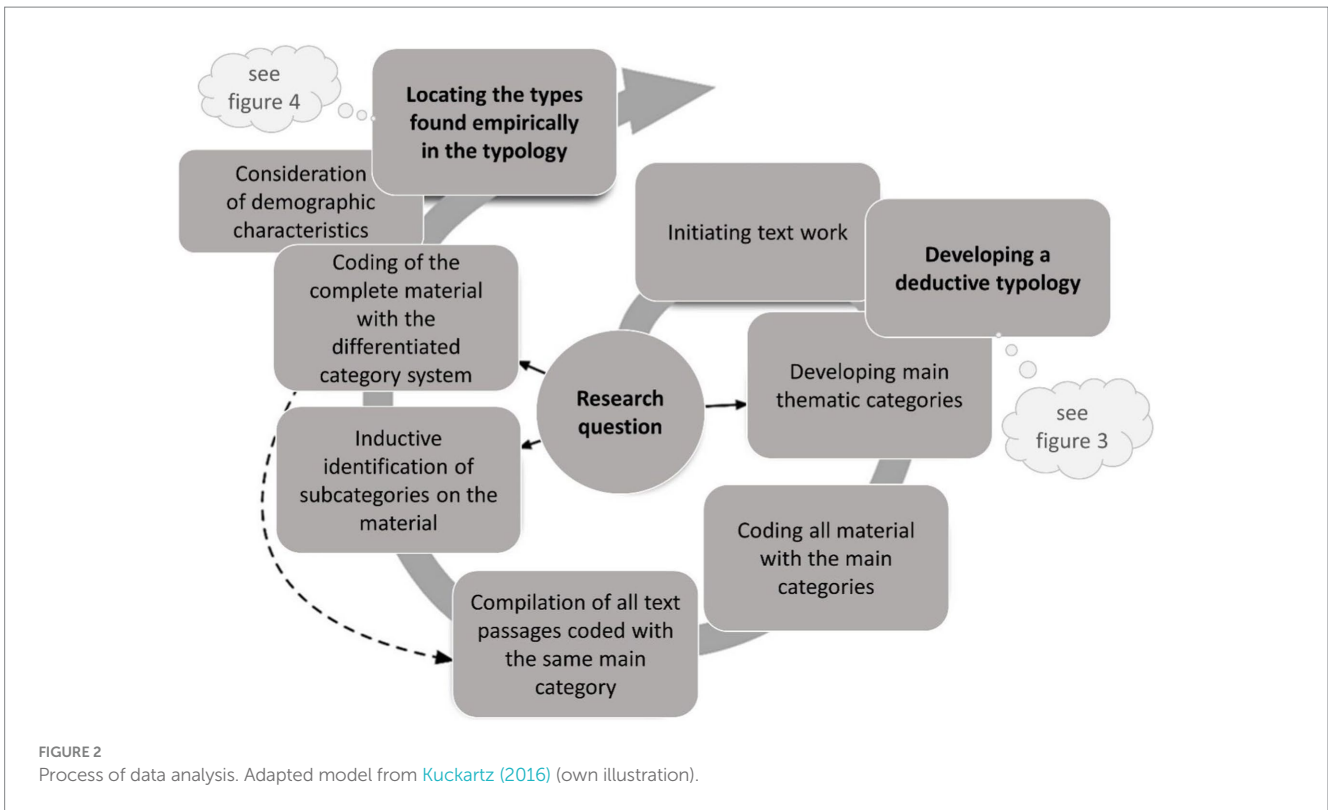 see
figure 4
Locating the types
found empirically
in the typology
Consideration
of demographic
characteristics
Initiating text work
Developing a
deductive typology
Coding of the
complete material
with the
differentiated
category system
Research
question
Developing main
thematic categories
see
figure 3
Inductive
identification of
subcategories on the
material
Coding all material
with the main
categories
Compilation of all text
passages coded with
the same main
category
FIGURE 2
Process of data analysis. Adapted model from Kuckartz (2016) (own illustration).